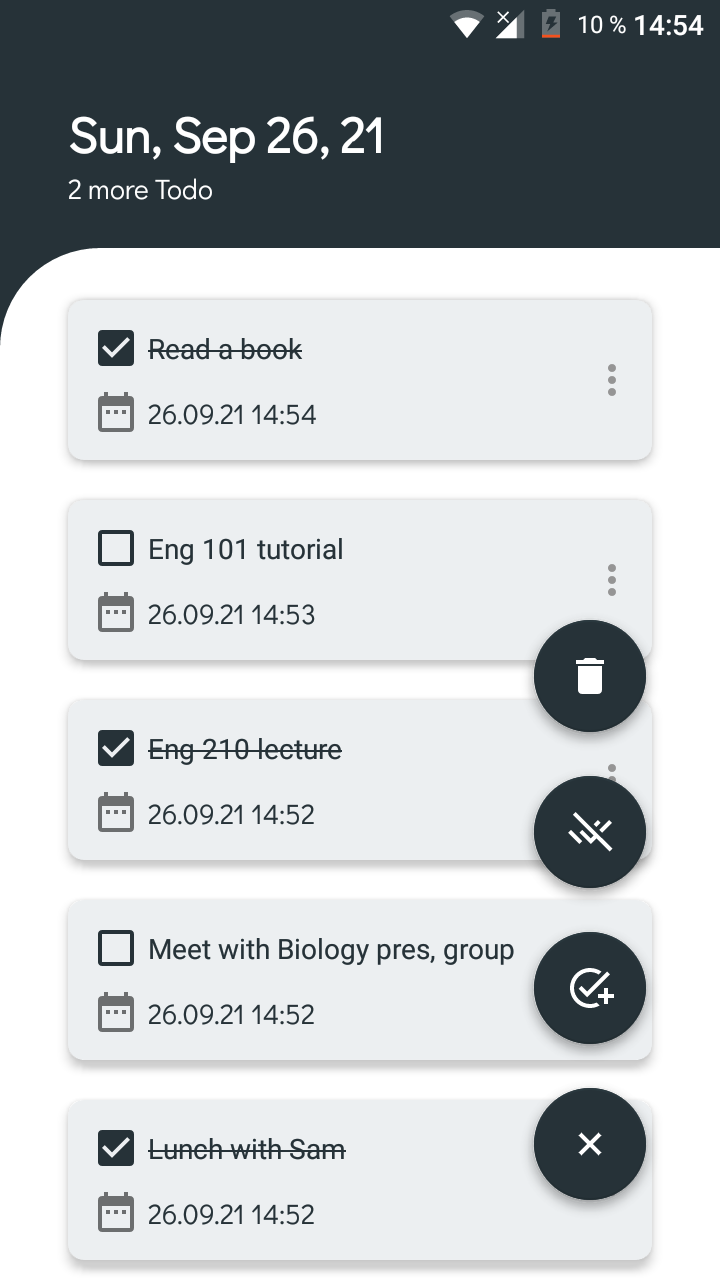 10 % 14:54
Sun, Sep 26, 21
2 more Todo
Read a book
26.09.21 14:54
Eng 101 tutorial
26.09.21 14:53
Eng 210 lecture
26.09.21 14:52
Meet with Biology pres, group
26.09.21 14:52
Lunch with Sam
26.09.21 14:52